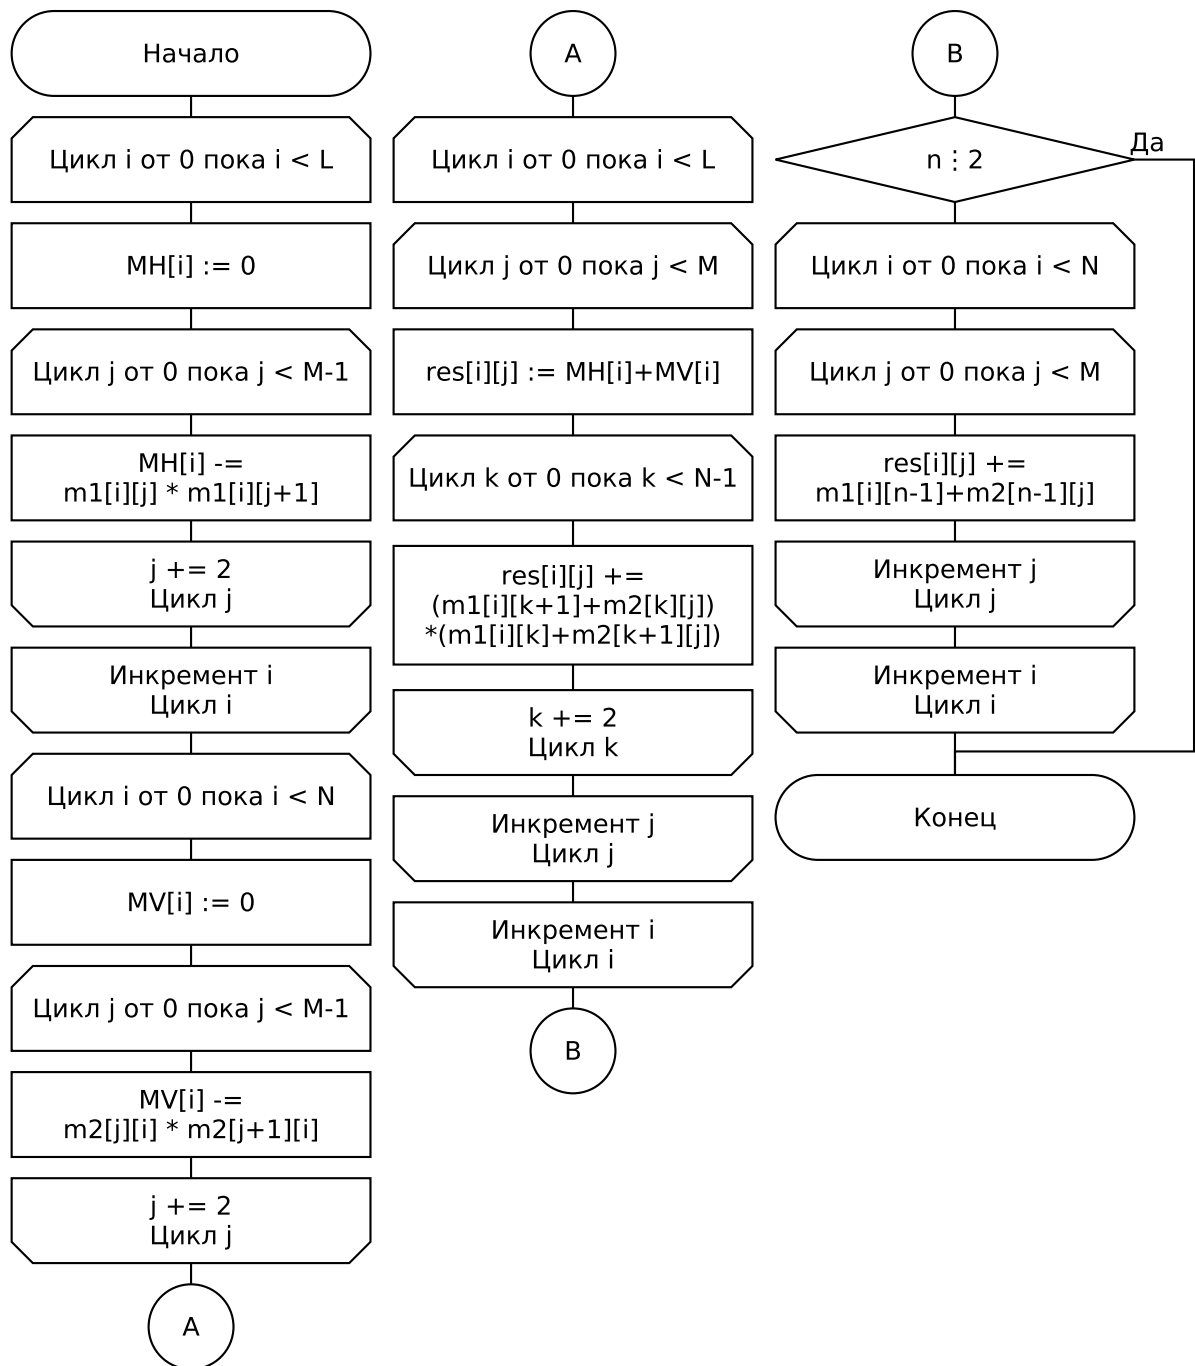 Начало
Цикл i от 0 пока i < L
MH[i] := 0
Цикл j от 0 пока j < M-1
MH[i] -=
m1[i][j] * m1[i][j+1]
j += 2
Цикл j
Инкремент i
Цикл i
Цикл i от 0 пока i < N
MV[i] := 0
Цикл j от 0 пока j < M-1
MV[i] -=
m2[j][i] * m2[j+1][i]
j += 2
Цикл j
A
A
Цикл i от 0 пока i < L
Цикл j от 0 пока j < M
res[i][j] := MH[i]+MV[i]
Цикл k от 0 пока k < N-1
res[i][j] +=
(m1[i][k+1]+m2[k][j])
*(m1[i][k]+m2[k+1][j])
k += 2
Цикл k
Инкремент j
Цикл j
Инкремент i
Цикл i
B
B
n⋮2
Да
Цикл i от 0 пока i < N
Цикл j от 0 пока j < M
res[i][j] +=
m1[i][n-1]+m2[n-1][j]
Инкремент j
Цикл j
Инкремент i
Цикл i
Конец